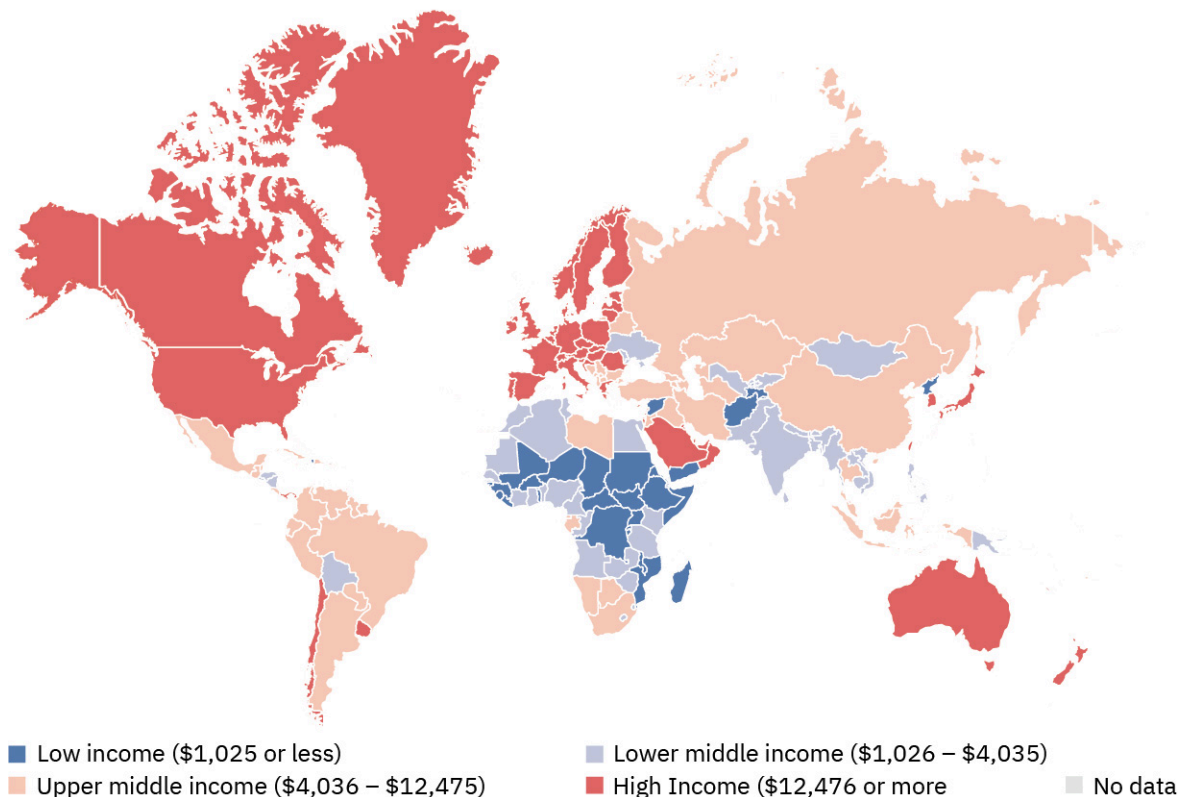 Low income ($1,025 or less)
Lower middle income ($1,026 – $4,035)
Upper middle income ($4,036 – $12,475)
High Income ($12,476 or more
No data